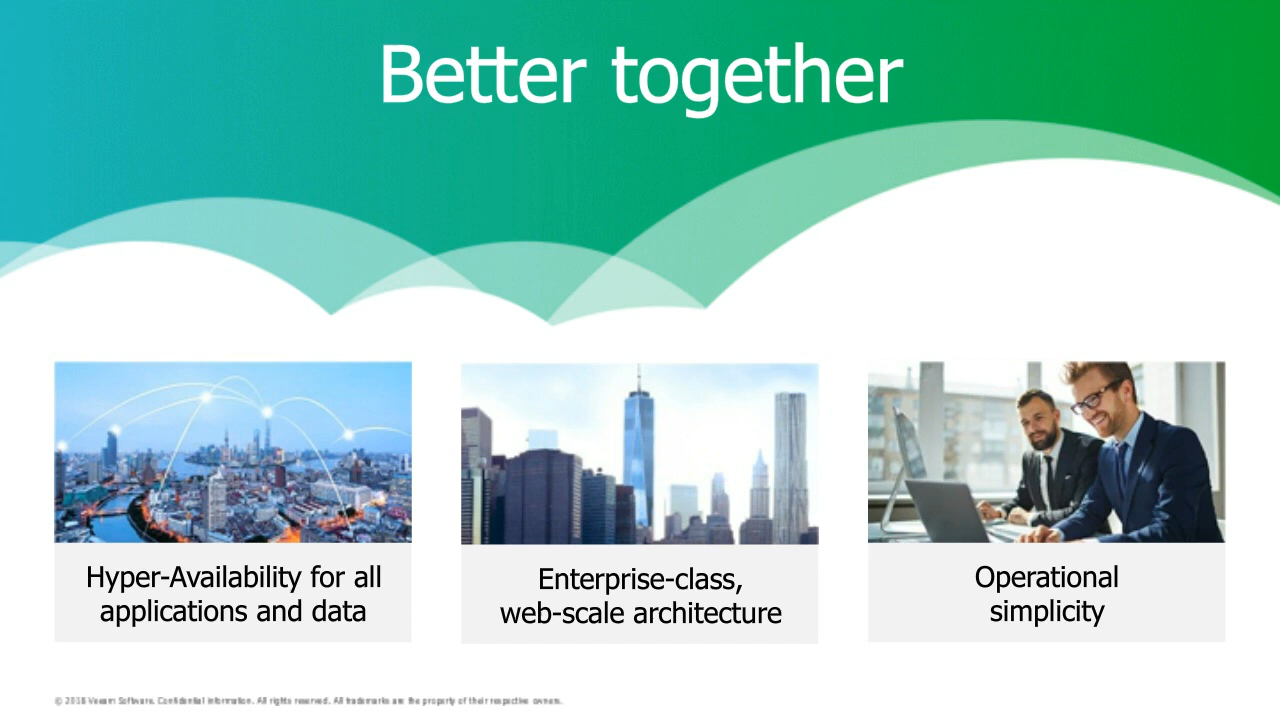 Better together
Hyper-Availability for all
applications and data
Enterprise-class,
web-scale architecture
Operational
simplicity
© 2018 Veeam Software. Confidential information. All rights reserved. All trademarks are the property of their respective owners.